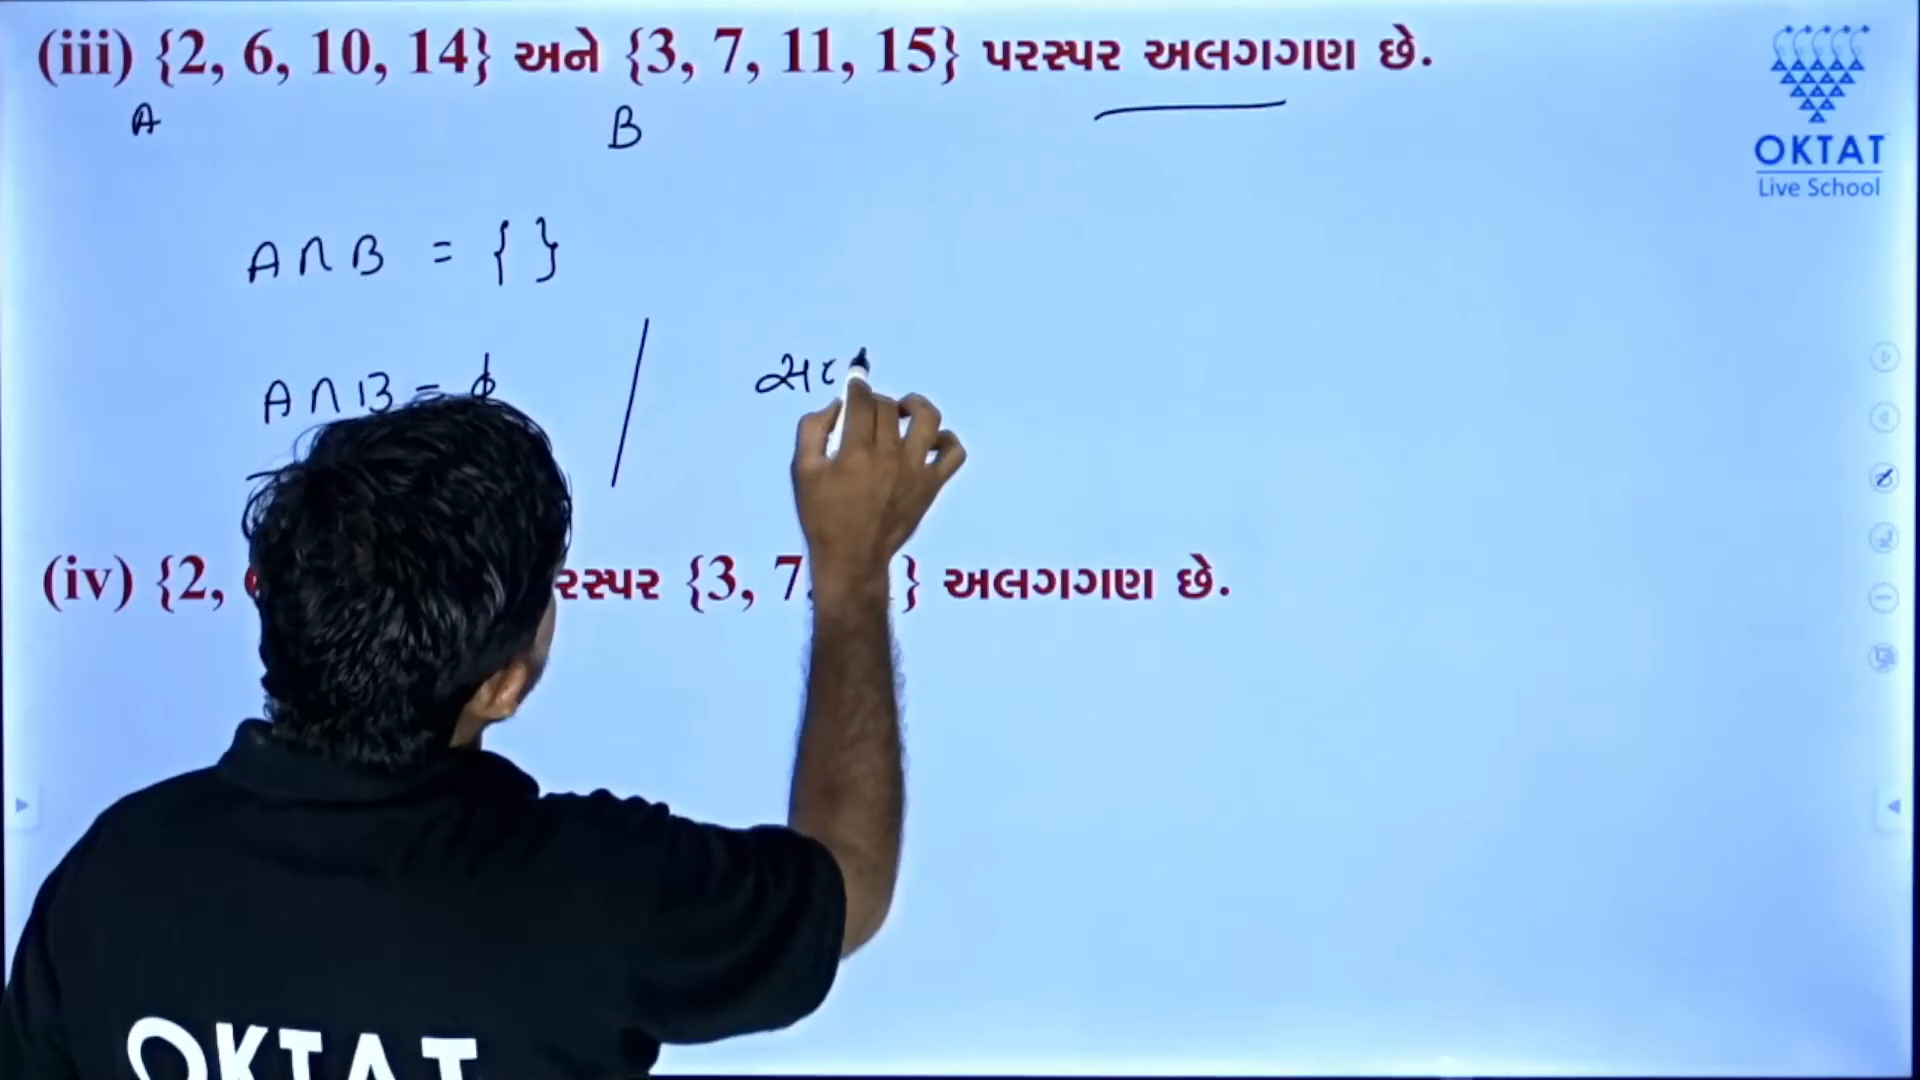 (iii) {2, 6, 10, 14} અને {3, 7, 11, 15} પરસ્પર અલગગણ છે.
A B
OKTAT
Live School
A ∩ B = { }
A ∩ B = ϕ
(iv) {2, રસ્પર {3, 7, } અલગગણ છે.
OKTAT